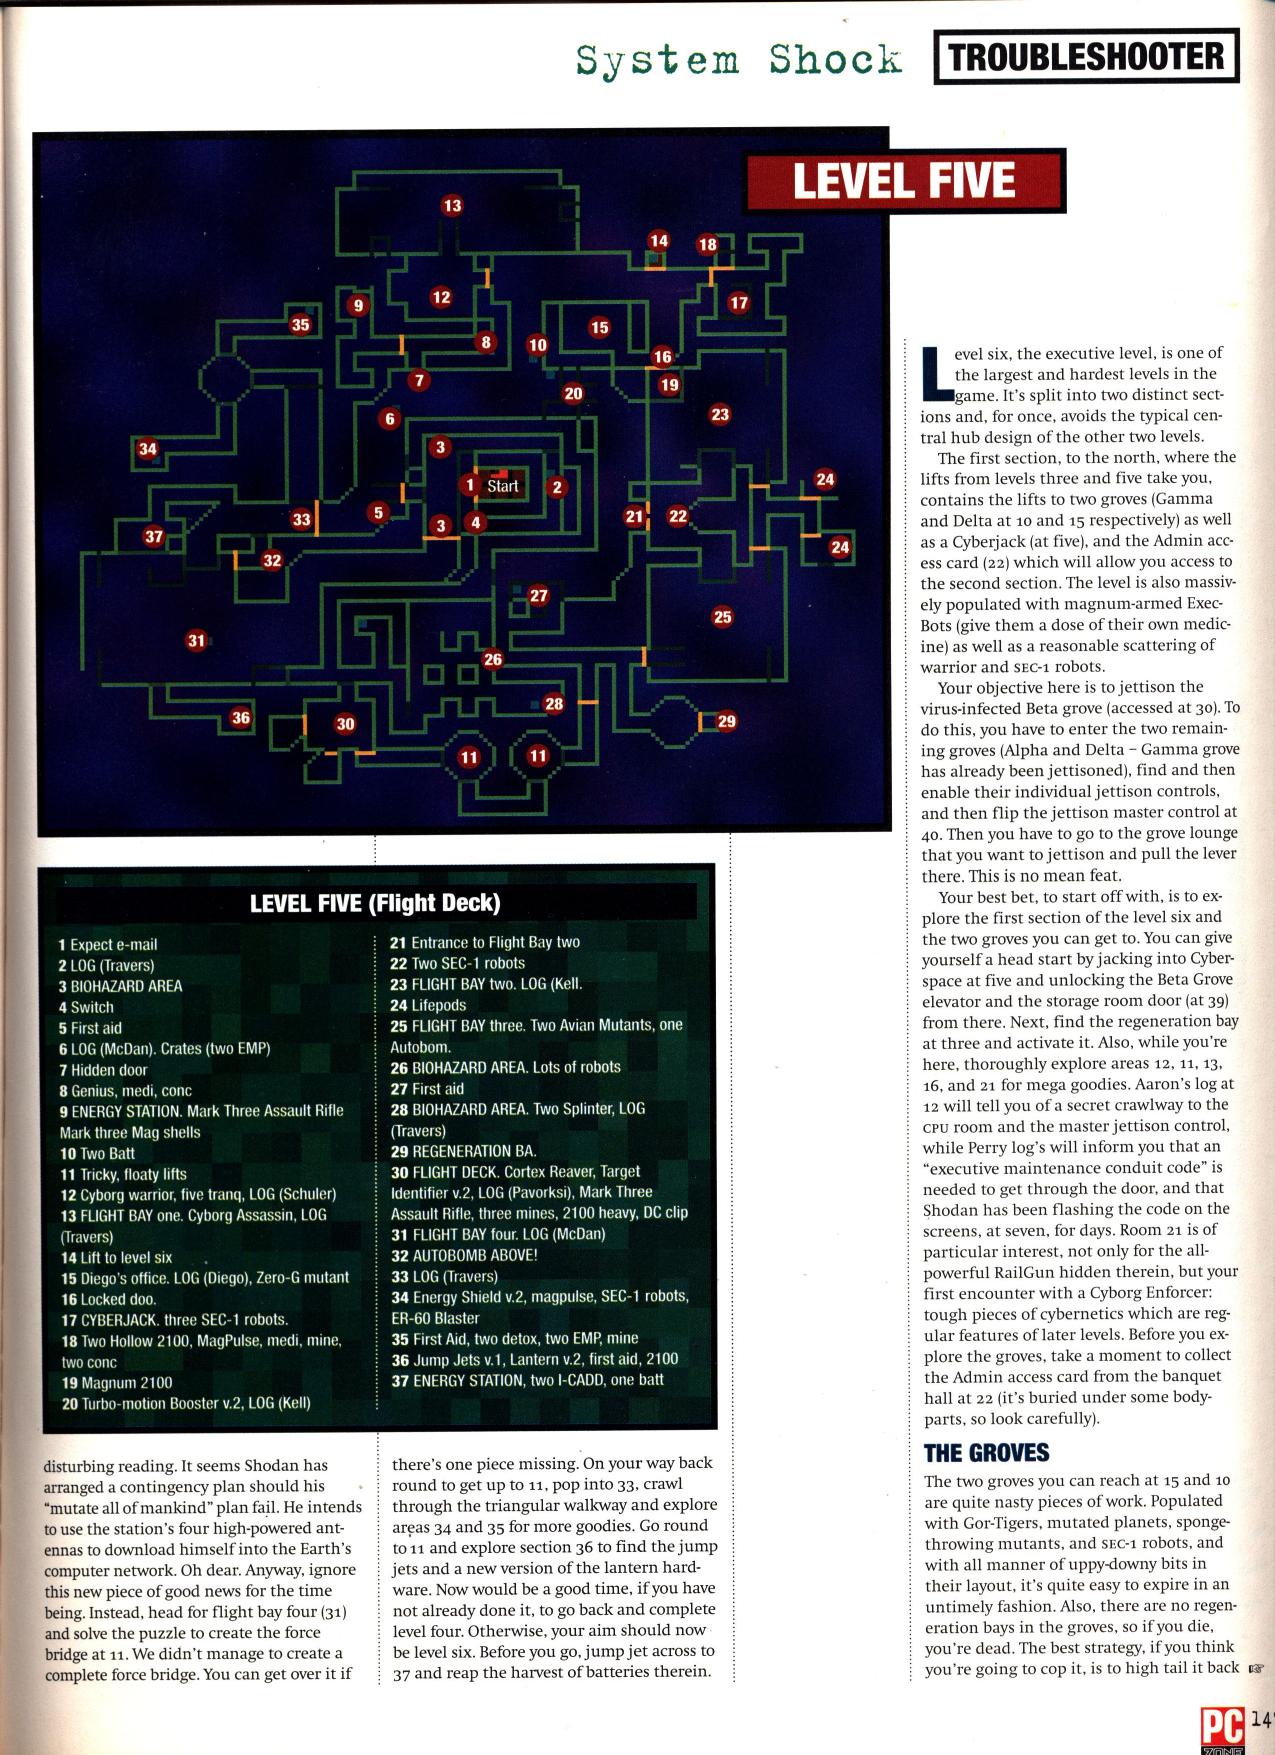 System Shock
TROUBLESHOOTER
LEVEL FIVE
13
14
18
9
12
17
35
15
8
10
16
7
19
20
6
23
34
3
1
Start
2
24
5
33
3
4
21
22
37
24
32
27
25
31
26
36
28
30
29
11
11
LEVEL FIVE (Flight Deck)
1 Expect e-mail
2 LOG (Travers)
3 BIOHAZARD AREA
4 Switch
5 First aid
6 LOG (McDan). Crates (two EMP)
7 Hidden door
8 Genius, medi, conc
9 ENERGY STATION. Mark Three Assault Rifle
Mark three Mag shells
10 Two Batt
11 Tricky, floaty lifts
12 Cyborg warrior, five tranq, LOG (Schuler)
13 FLIGHT BAY one. Cyborg Assassin, LOG
(Travers)
14 Lift to level six
15 Diego's office. LOG (Diego), Zero-G mutant
16 Locked doo.
17 CYBERJACK. three SEC-1 robots.
18 Two Hollow 2100, MagPulse, medi, mine,
two conc
19 Magnum 2100
20 Turbo-motion Booster v.2, LOG (Kell)
21 Entrance to Flight Bay two
22 Two SEC-1 robots
23 FLIGHT BAY two. LOG (Kell.
24 Lifepods
25 FLIGHT BAY three. Two Avian Mutants, one
Autobom.
26 BIOHAZARD AREA. Lots of robots
27 First aid
28 BIOHAZARD AREA. Two Splinter, LOG
(Travers)
29 REGENERATION BA.
30 FLIGHT DECK. Cortex Reaver, Target
Identifier v.2, LOG (Pavorksi), Mark Three
Assault Rifle, three mines, 2100 heavy, DC clip
31 FLIGHT BAY four. LOG (McDan)
32 AUTOBOMB ABOVE!
33 LOG (Travers)
34 Energy Shield v.2, magpulse, SEC-1 robots,
ER-60 Blaster
35 First Aid, two detox, two EMP, mine
36 Jump Jets v.1, Lantern v.2, first aid, 2100
37 ENERGY STATION, two I-CADD, one batt
disturbing reading. It seems Shodan has
arranged a contingency plan should his
"mutate all of mankind" plan fail. He intends
to use the station's four high-powered ant-
ennas to download himself into the Earth's
computer network. Oh dear. Anyway, ignore
this new piece of good news for the time
being. Instead, head for flight bay four (31)
and solve the puzzle to create the force
bridge at 11. We didn't manage to create a
complete force bridge. You can get over it if
there's one piece missing. On your way back
round to get up to 11, pop into 33, crawl
through the triangular walkway and explore
areas 34 and 35 for more goodies. Go round
to 11 and explore section 36 to find the jump
jets and a new version of the lantern hard-
ware. Now would be a good time, if you have
not already done it, to go back and complete
level four. Otherwise, your aim should now
be level six. Before you go, jump jet across to
37 and reap the harvest of batteries therein.
Level six, the executive level, is one of
the largest and hardest levels in the
game. It's split into two distinct sect-
ions and, for once, avoids the typical cen-
tral hub design of the other two levels.
The first section, to the north, where the
lifts from levels three and five take you,
contains the lifts to two groves (Gamma
and Delta at 10 and 15 respectively) as well
as a Cyberjack (at five), and the Admin acc-
ess card (22) which will allow you access to
the second section. The level is also massiv-
ely populated with magnum-armed Exec-
Bots (give them a dose of their own medic-
ine) as well as a reasonable scattering of
warrior and SEC-1 robots.
Your objective here is to jettison the
virus-infected Beta grove (accessed at 30). To
do this, you have to enter the two remain-
ing groves (Alpha and Delta – Gamma grove
has already been jettisoned), find and then
enable their individual jettison controls,
and then flip the jettison master control at
40. Then you have to go to the grove lounge
that you want to jettison and pull the lever
there. This is no mean feat.
Your best bet, to start off with, is to ex-
plore the first section of the level six and
the two groves you can get to. You can give
yourself a head start by jacking into Cyber-
space at five and unlocking the Beta Grove
elevator and the storage room door (at 39)
from there. Next, find the regeneration bay
at three and activate it. Also, while you're
here, thoroughly explore areas 12, 11, 13,
16, and 21 for mega goodies. Aaron's log at
12 will tell you of a secret crawlway to the
CPU room and the master jettison control,
while Perry log's will inform you that an
"executive maintenance conduit code" is
needed to get through the door, and that
Shodan has been flashing the code on the
screens, at seven, for days. Room 21 is of
particular interest, not only for the all-
powerful RailGun hidden therein, but your
first encounter with a Cyborg Enforcer:
tough pieces of cybernetics which are reg-
ular features of later levels. Before you ex-
plore the groves, take a moment to collect
the Admin access card from the banquet
hall at 22 (it's buried under some body-
parts, so look carefully).
THE GROVES
The two groves you can reach at 15 and 10
are quite nasty pieces of work. Populated
with Gor-Tigers, mutated planets, sponge-
throwing mutants, and SEC-1 robots, and
with all manner of uppy-downy bits in
their layout, it's quite easy to expire in an
untimely fashion. Also, there are no regen-
eration bays in the groves, so if you die,
you're dead. The best strategy, if you think
you're going to cop it, is to high tail it back ☞
PC
ZONE